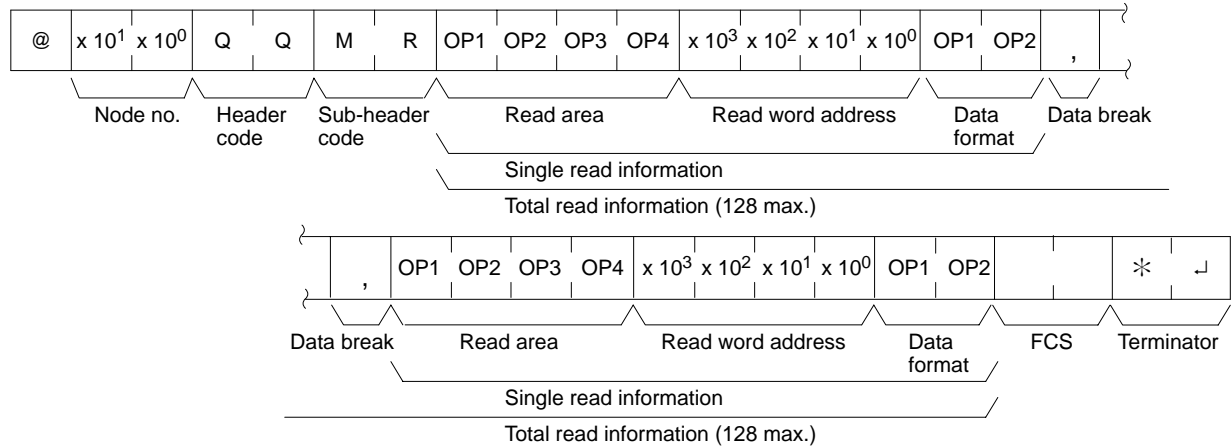 @ x 10¹ x 10⁰ Q Q M R OP1 OP2 OP3 OP4 x 10³ x 10² x 10¹ x 10⁰ OP1 OP2 ,
Node no. Header code Sub-header code Read area Read word address Data format Data break
Single read information
Total read information (128 max.)
, OP1 OP2 OP3 OP4 x 10³ x 10² x 10¹ x 10⁰ OP1 OP2 * ↵
Data break Read area Read word address Data format FCS Terminator
Single read information
Total read information (128 max.)